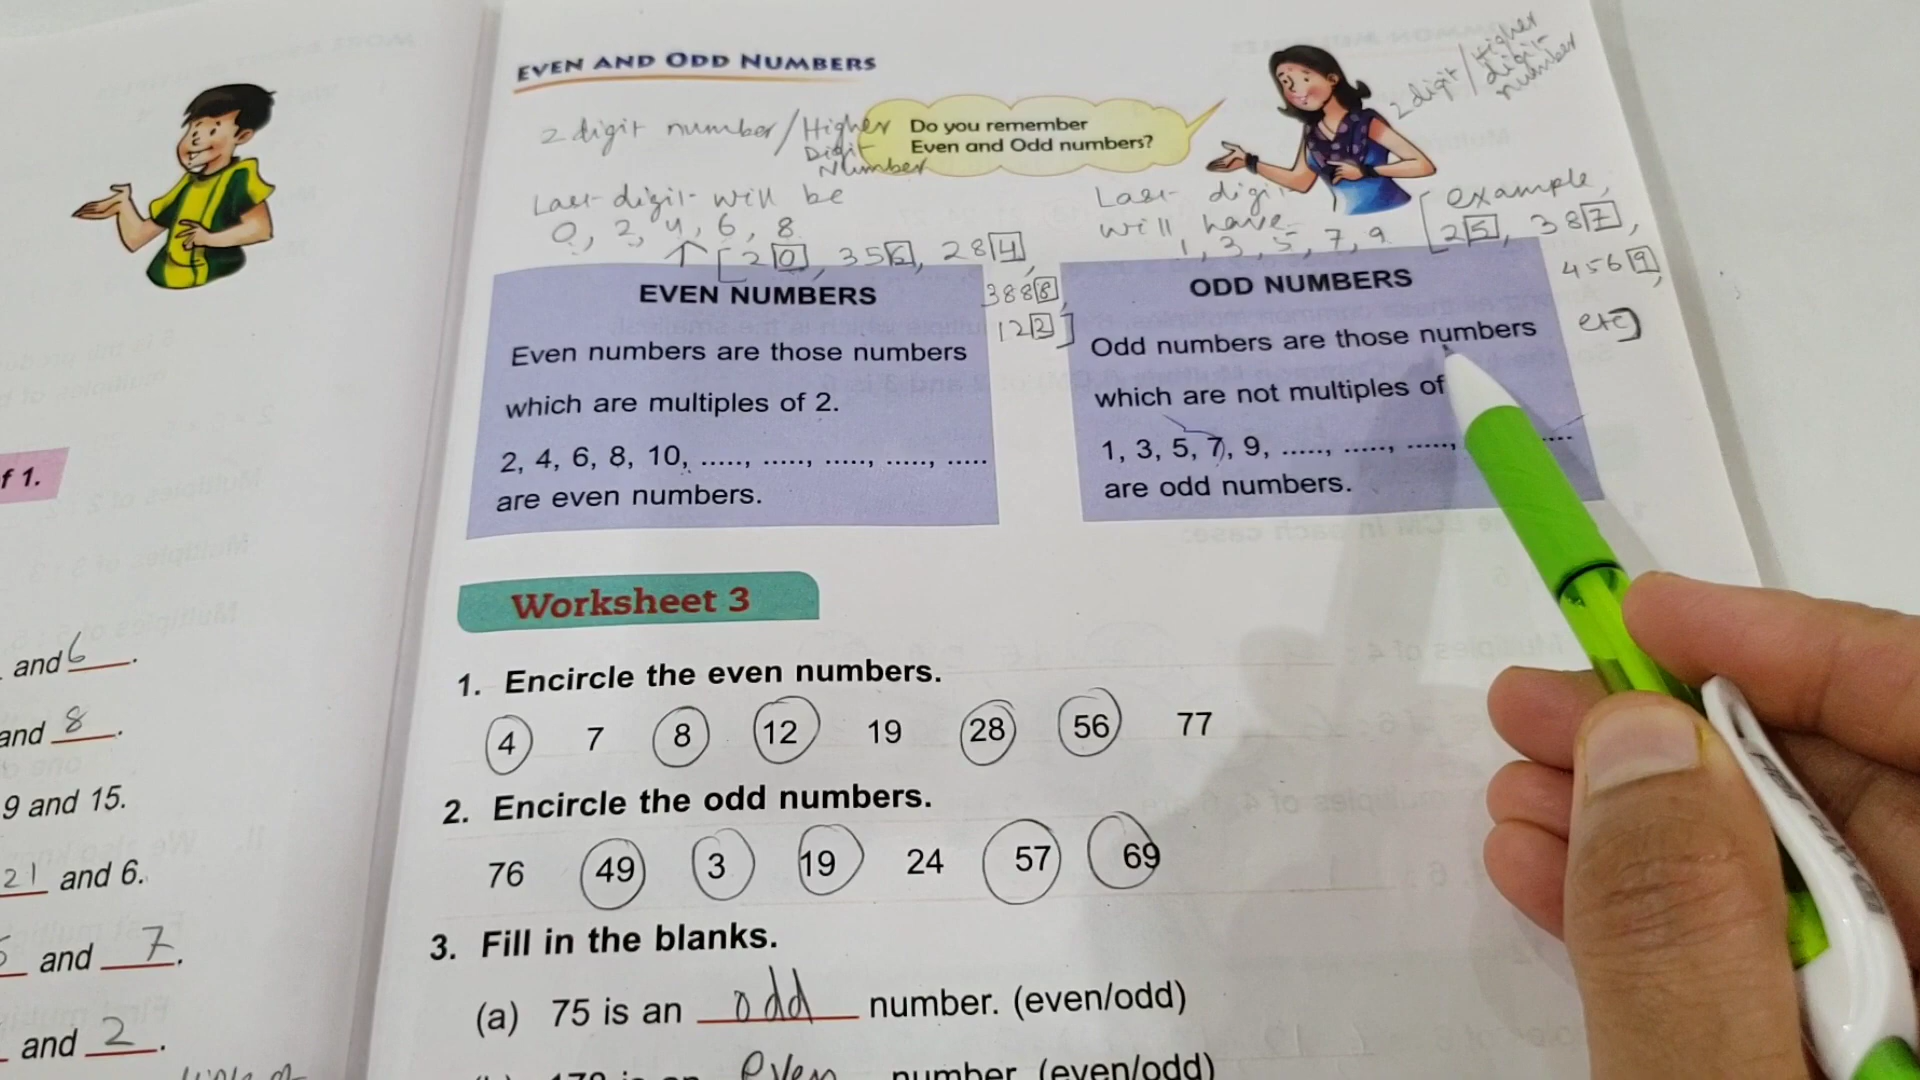 EVEN AND ODD NUMBERS
2 digit number / Higher
Digit
Number
Do you remember
Even and Odd numbers?
2 digit / Higher
digit
number
Last digit will be
0, 2, 4, 6, 8
[20, 356, 284,
3888,
122]
Last digit
will have
1, 3, 5, 7, 9
[example,
25, 387,
4569,
etc]
EVEN NUMBERS
Even numbers are those numbers
which are multiples of 2.
2, 4, 6, 8, 10, ....., ....., ....., ....., .....
are even numbers.
ODD NUMBERS
Odd numbers are those numbers
which are not multiples of
1, 3, 5, 7, 9, ....., ....., .....,
are odd numbers.
Worksheet 3
1. Encircle the even numbers.
4 7 8 12 19 28 56 77
2. Encircle the odd numbers.
76 49 3 19 24 57 69
3. Fill in the blanks.
(a) 75 is an odd number. (even/odd)
even number (even/odd)
f 1.
and 6.
and 8.
9 and 15.
21 and 6.
and 7.
and 2.